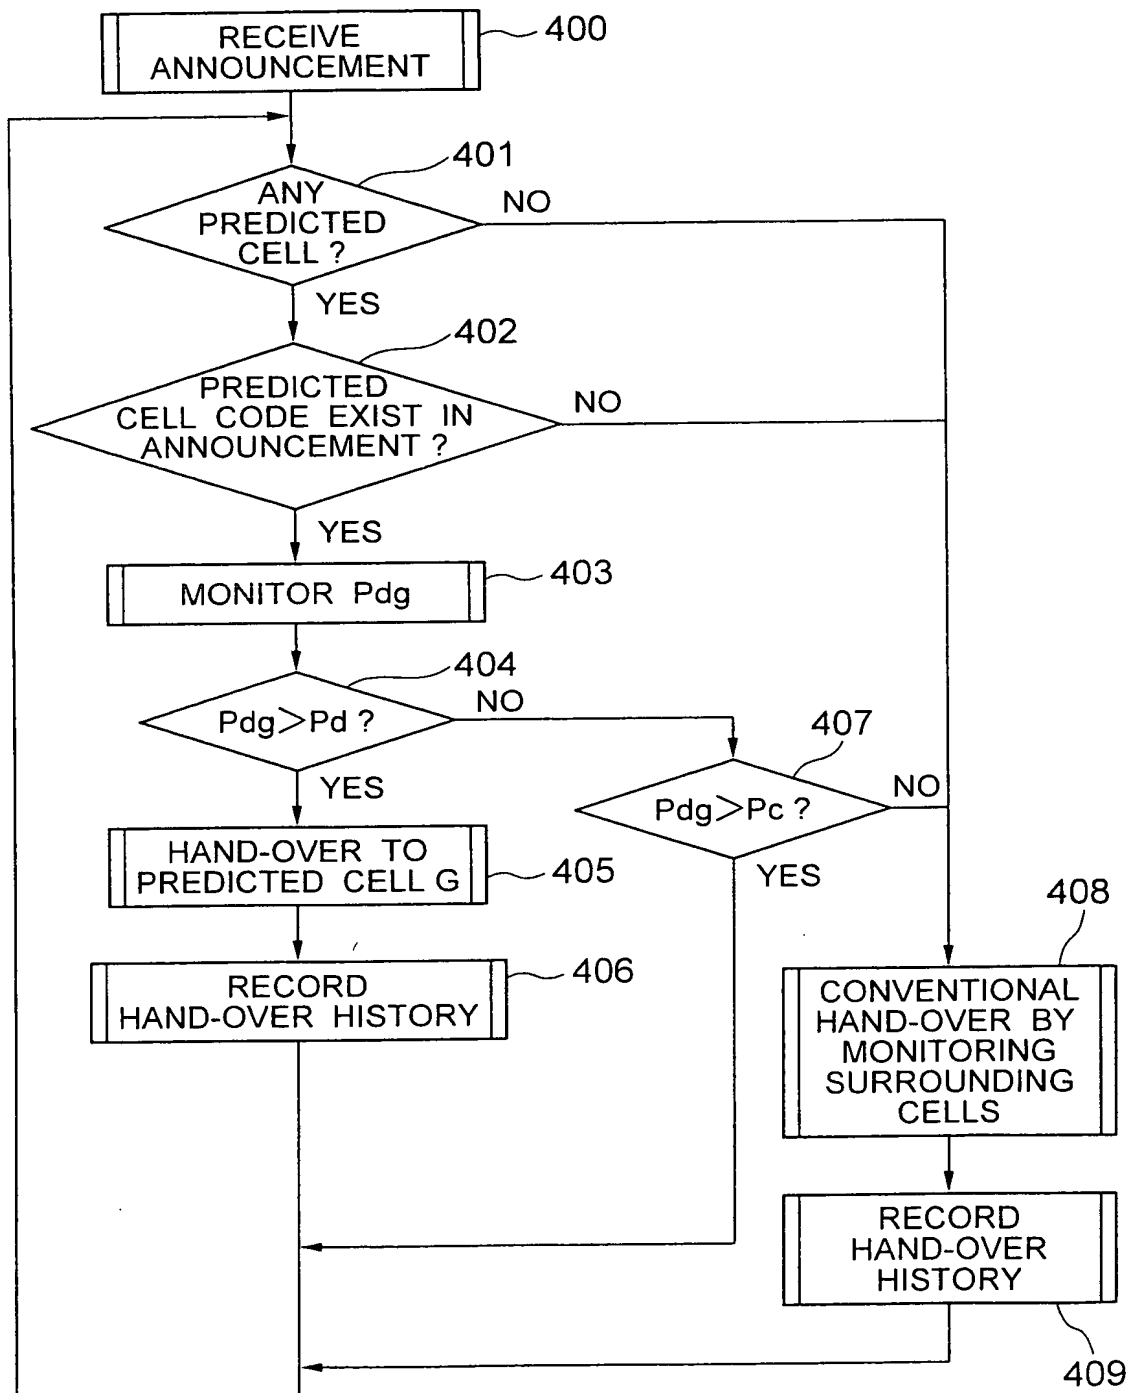 RECEIVE
ANNOUNCEMENT
400
401
ANY
PREDICTED
CELL ?
NO
YES
402
PREDICTED
CELL CODE EXIST IN
ANNOUNCEMENT ?
NO
YES
MONITOR Pdg
403
404
Pdg>Pd ?
NO
YES
407
Pdg>Pc ?
NO
YES
HAND-OVER TO
PREDICTED CELL G
405
RECORD
HAND-OVER HISTORY
406
408
CONVENTIONAL
HAND-OVER BY
MONITORING
SURROUNDING
CELLS
RECORD
HAND-OVER
HISTORY
409